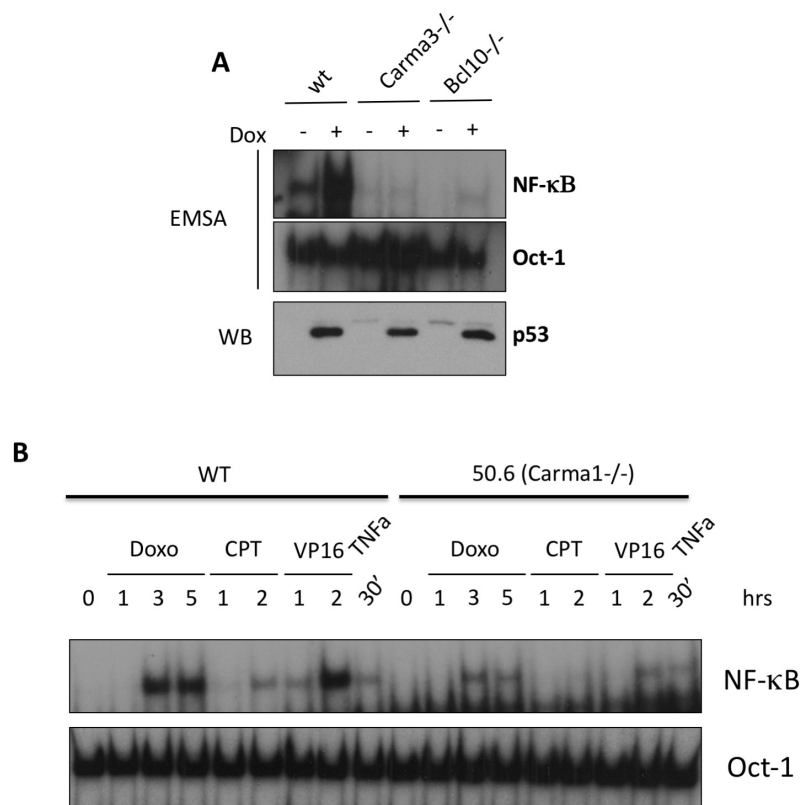 A
wt Carma3-/- Bcl10-/-
Dox - + - + - +
EMSA
NF-κB
Oct-1
WB p53
B
WT 50.6 (Carma1-/-)
Doxo CPT VP16 TNFa Doxo CPT VP16 TNFa
0 1 3 5 1 2 1 2 30' 0 1 3 5 1 2 1 2 30' hrs
NF-κB
Oct-1